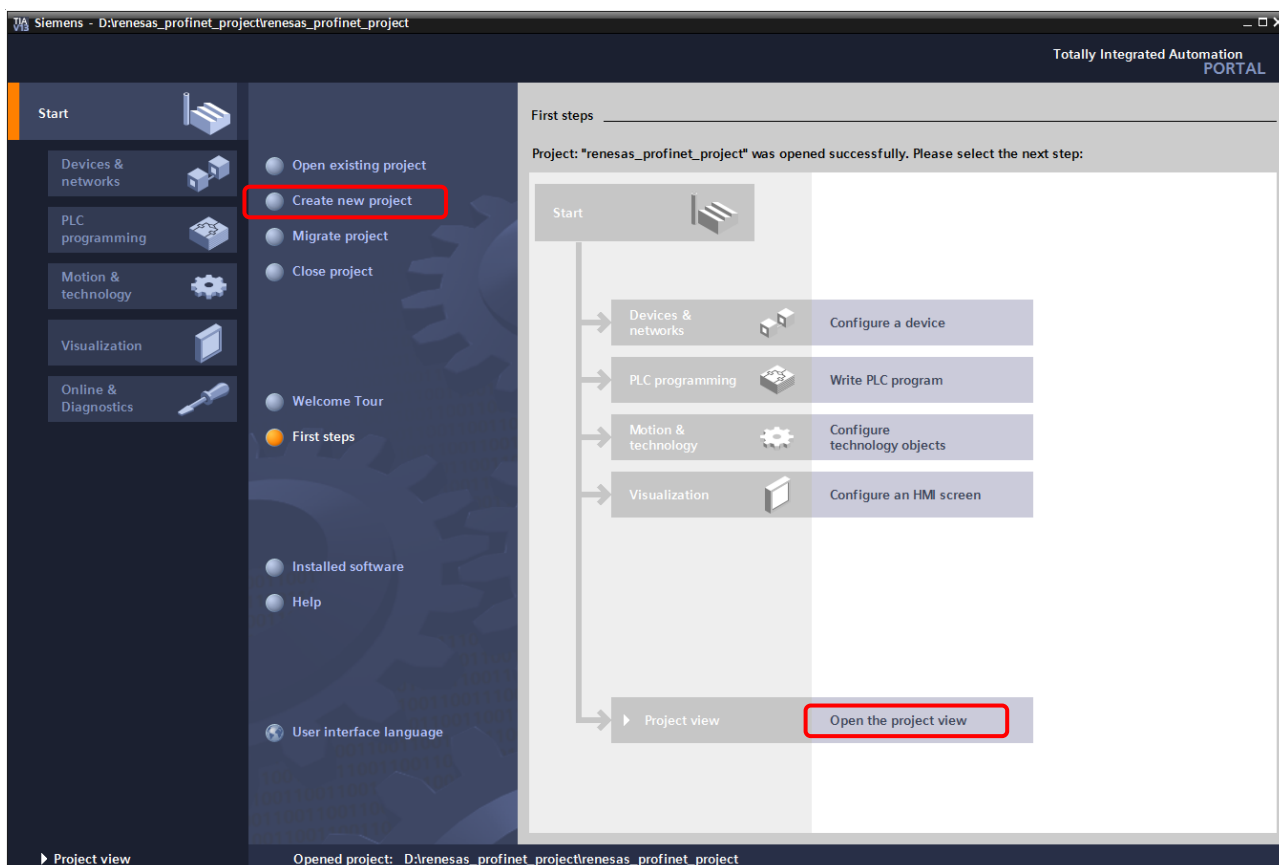 TIA V13 Siemens - D:\renesas_profinet_project\renesas_profinet_project
Totally Integrated Automation
PORTAL
Start
Devices &
networks
PLC
programming
Motion &
technology
Visualization
Online &
Diagnostics
Open existing project
Create new project
Migrate project
Close project
Welcome Tour
First steps
Installed software
Help
User interface language
First steps
Project: "renesas_profinet_project" was opened successfully. Please select the next step:
Start
Devices &
networks
Configure a device
PLC programming
Write PLC program
Motion &
technology
Configure
technology objects
Visualization
Configure an HMI screen
Project view
Open the project view
Project view
Opened project: D:\renesas_profinet_project\renesas_profinet_project